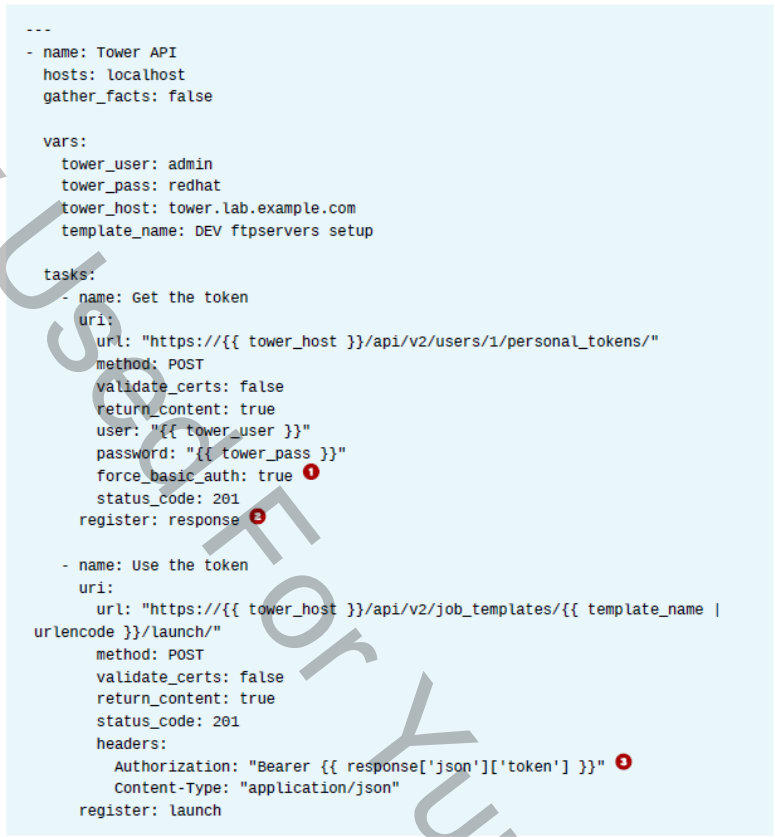 ---
- name: Tower API
  hosts: localhost
  gather_facts: false

  vars:
    tower_user: admin
    tower_pass: redhat
    tower_host: tower.lab.example.com
    template_name: DEV ftpservers setup

  tasks:
    - name: Get the token
      uri:
        url: "https://{{ tower_host }}/api/v2/users/1/personal_tokens/"
        method: POST
        validate_certs: false
        return_content: true
        user: "{{ tower_user }}"
        password: "{{ tower_pass }}"
        force_basic_auth: true 1
        status_code: 201
      register: response 2

    - name: Use the token
      uri:
        url: "https://{{ tower_host }}/api/v2/job_templates/{{ template_name |
urlencode }}/launch/"
        method: POST
        validate_certs: false
        return_content: true
        status_code: 201
        headers:
          Authorization: "Bearer {{ response['json']['token'] }}" 3
          Content-Type: "application/json"
      register: launch
Used For Yu